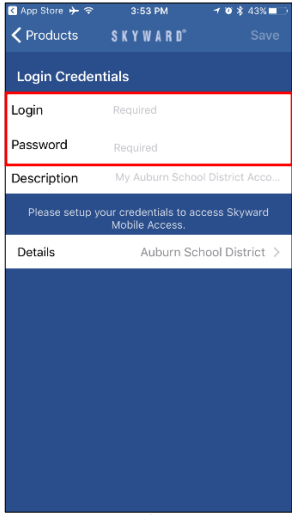 App Store 3:53 PM 43%
Products SKYWARD® Save
Login Credentials
Login Required
Password Required
Description My Auburn School District Acco...
Please setup your credentials to access Skyward
Mobile Access.
Details Auburn School District